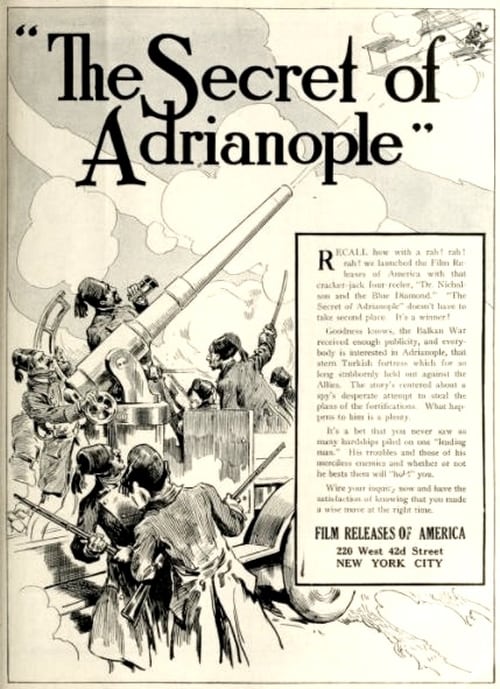 "The Secret of
Adrianople"
RECALL how with a rah! rah!
rah! we launched the Film Re-
leases of America with that
cracker-jack four-reeler, "Dr. Nichol-
son and the Blue Diamond." "The
Secret of Adrianople" doesn't have to
take second place. It's a winner!
Goodness knows, the Balkan War
received enough publicity, and every-
body is interested in Adrianople, that
stern Turkish fortress which for so
long stubbornly held out against the
Allies. The story's centered about a
spy's desperate attempt to steal the
plans of the fortifications. What hap-
pens to him is a plenty.
It's a bet that you never saw so
many hardships piled on one "leading
man." His troubles and those of his
merciless enemies and whether or not
he bests them will "hold" you.
Wire your inquiry now and have the
satisfaction of knowing that you made
a wise move at the right time.
FILM RELEASES OF AMERICA
220 West 42d Street
NEW YORK CITY